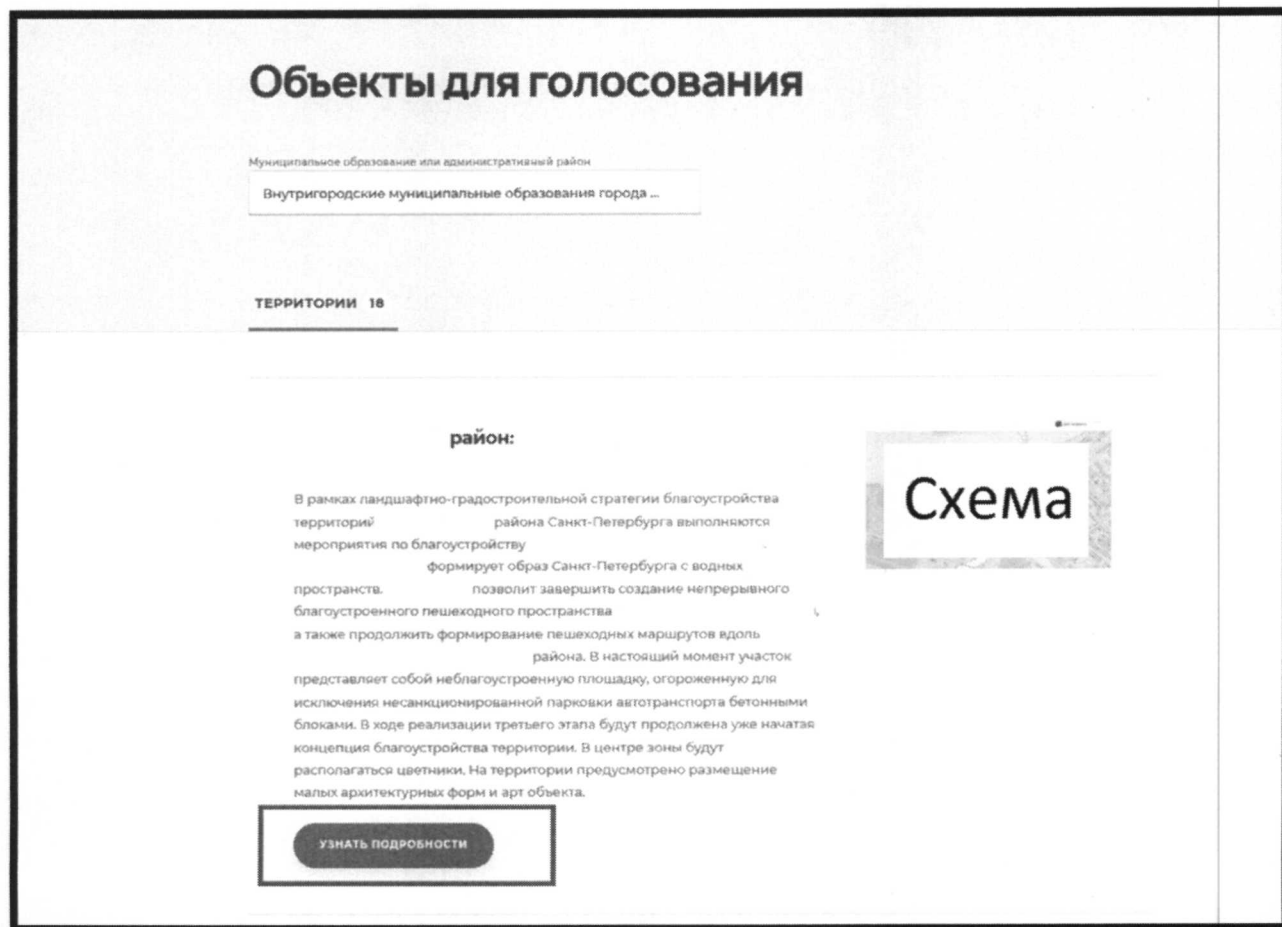 Объекты для голосования
Муниципальное образование или административный район
Внутригородские муниципальные образования города ...
ТЕРРИТОРИИ 18
район:
Схема
В рамках ландшафтно-градостроительной стратегии благоустройства
территорий района Санкт-Петербурга выполняются
мероприятия по благоустройству
формирует образ Санкт-Петербурга с водных
пространств. позволит завершить создание непрерывного
благоустроенного пешеходного пространства
а также продолжить формирование пешеходных маршрутов вдоль
района. В настоящий момент участок
представляет собой неблагоустроенную площадку, огороженную для
исключения несанкционированной парковки автотранспорта бетонными
блоками. В ходе реализации третьего этапа будут продолжена уже начатая
концепция благоустройства территории. В центре зоны будут
располагаться цветники. На территории предусмотрено размещение
малых архитектурных форм и арт объекта.
УЗНАТЬ ПОДРОБНОСТИ